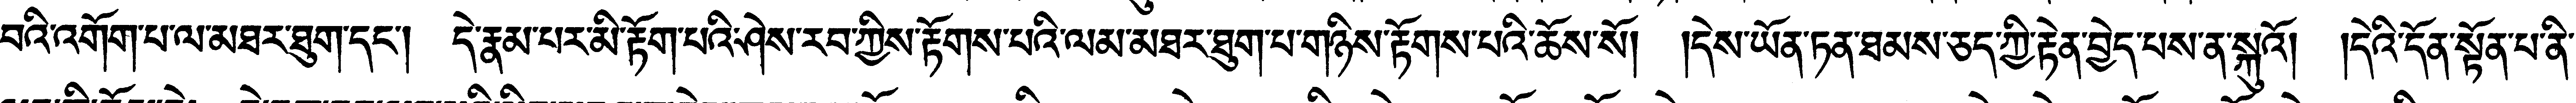 བའི་འགོག་པ་ལ་མཐར་ཐུག་དང་།  དེ་རྣམ་པར་མི་རྟོག་པའི་ཤེས་རབ་ཀྱིས་རྟོགས་པའི་ལམ་མཐར་ཐུག་པ་གཉིས་རྟོགས་པའི་ཆོས་སོ།  །དེས་ཡོན་ཏན་ཐམས་ཅད་ཀྱི་རྟེན་བྱེད་པས་ན་སྐུའོ།  །དེའི་དོན་སྟོན་པ་ནི་